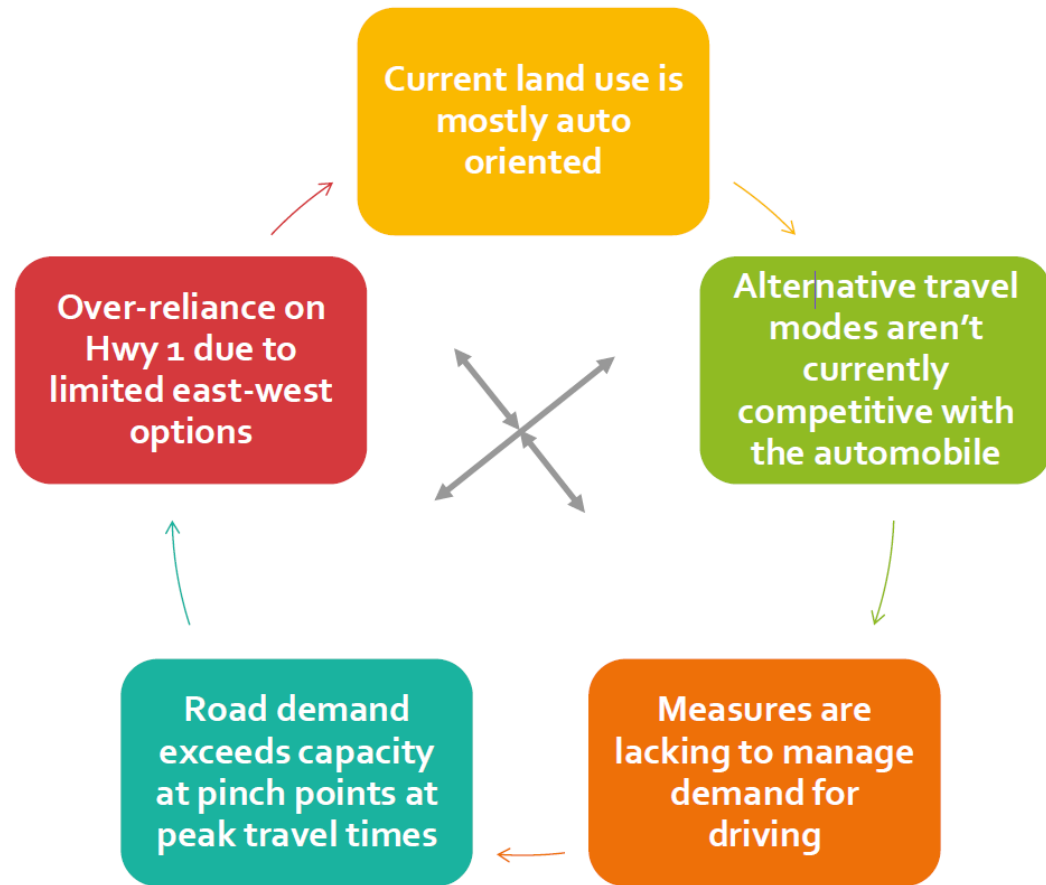 Current land use is
mostly auto
oriented
Alternative travel
modes aren't
currently
competitive with
the automobile
Measures are
lacking to manage
demand for
driving
Road demand
exceeds capacity
at pinch points at
peak travel times
Over-reliance on
Hwy 1 due to
limited east-west
options